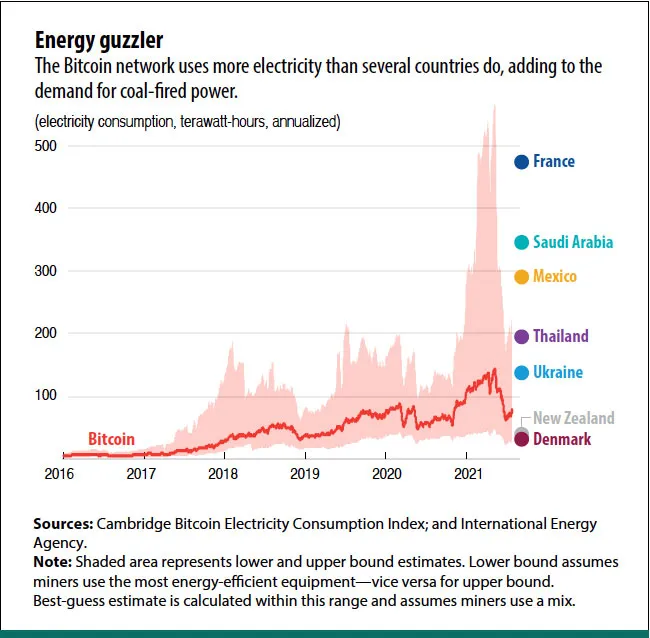 Energy guzzler
The Bitcoin network uses more electricity than several countries do, adding to the
demand for coal-fired power.
(electricity consumption, terawatt-hours, annualized)
500
France
400
Saudi Arabia
300
Mexico
200
Thailand
Ukraine
100
New Zealand
Bitcoin
Denmark
2016 2017 2018 2019 2020 2021
Sources: Cambridge Bitcoin Electricity Consumption Index; and International Energy
Agency.
Note: Shaded area represents lower and upper bound estimates. Lower bound assumes
miners use the most energy-efficient equipment—vice versa for upper bound.
Best-guess estimate is calculated within this range and assumes miners use a mix.